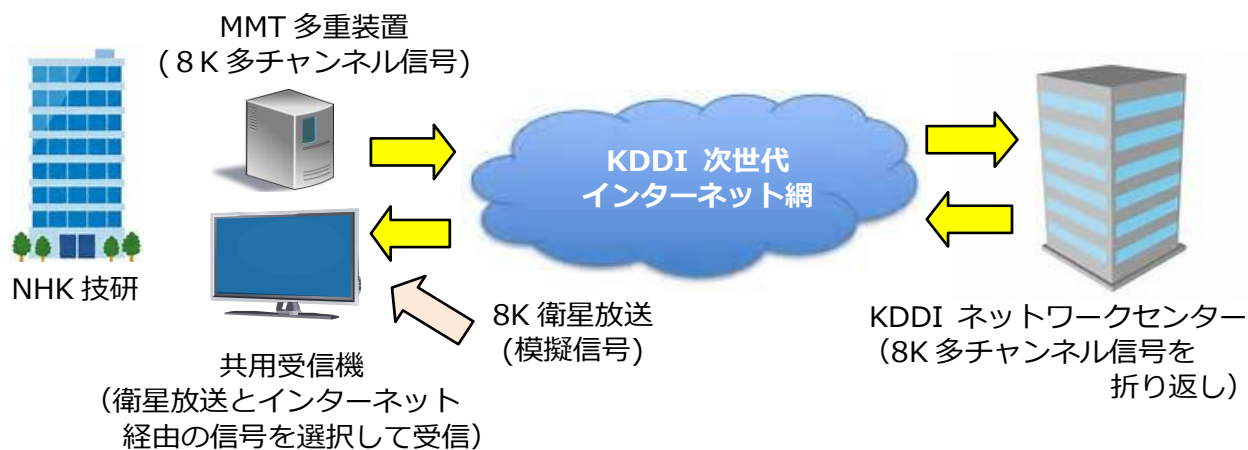 MMT 多重装置
(８K 多チャンネル信号)
KDDI 次世代
インターネット網
NHK 技研
8K 衛星放送
(模擬信号)
KDDI ネットワークセンター
（8K 多チャンネル信号を
折り返し）
共用受信機
（衛星放送とインターネット
経由の信号を選択して受信）